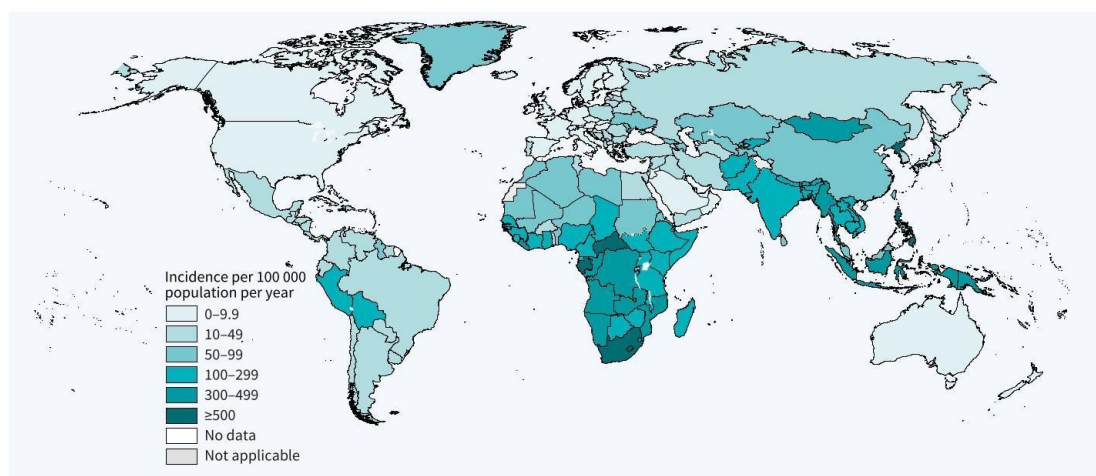 Incidence per 100 000
population per year
0–9.9
10–49
50–99
100–299
300–499
≥500
No data
Not applicable